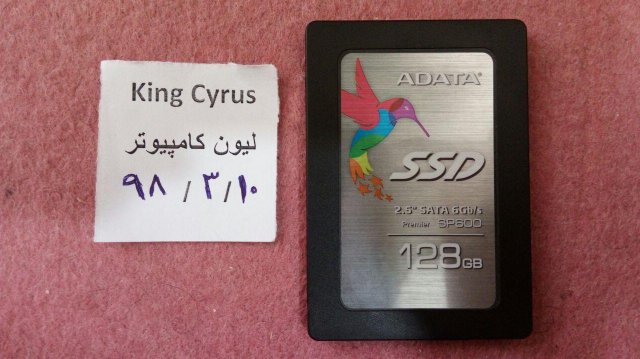 King Cyrus
لیون کامپیوتر
۹۸ / ۳ / ۱۰
ADATA
SSD
2.5" SATA 6Gb/s
Premier SP600
128GB